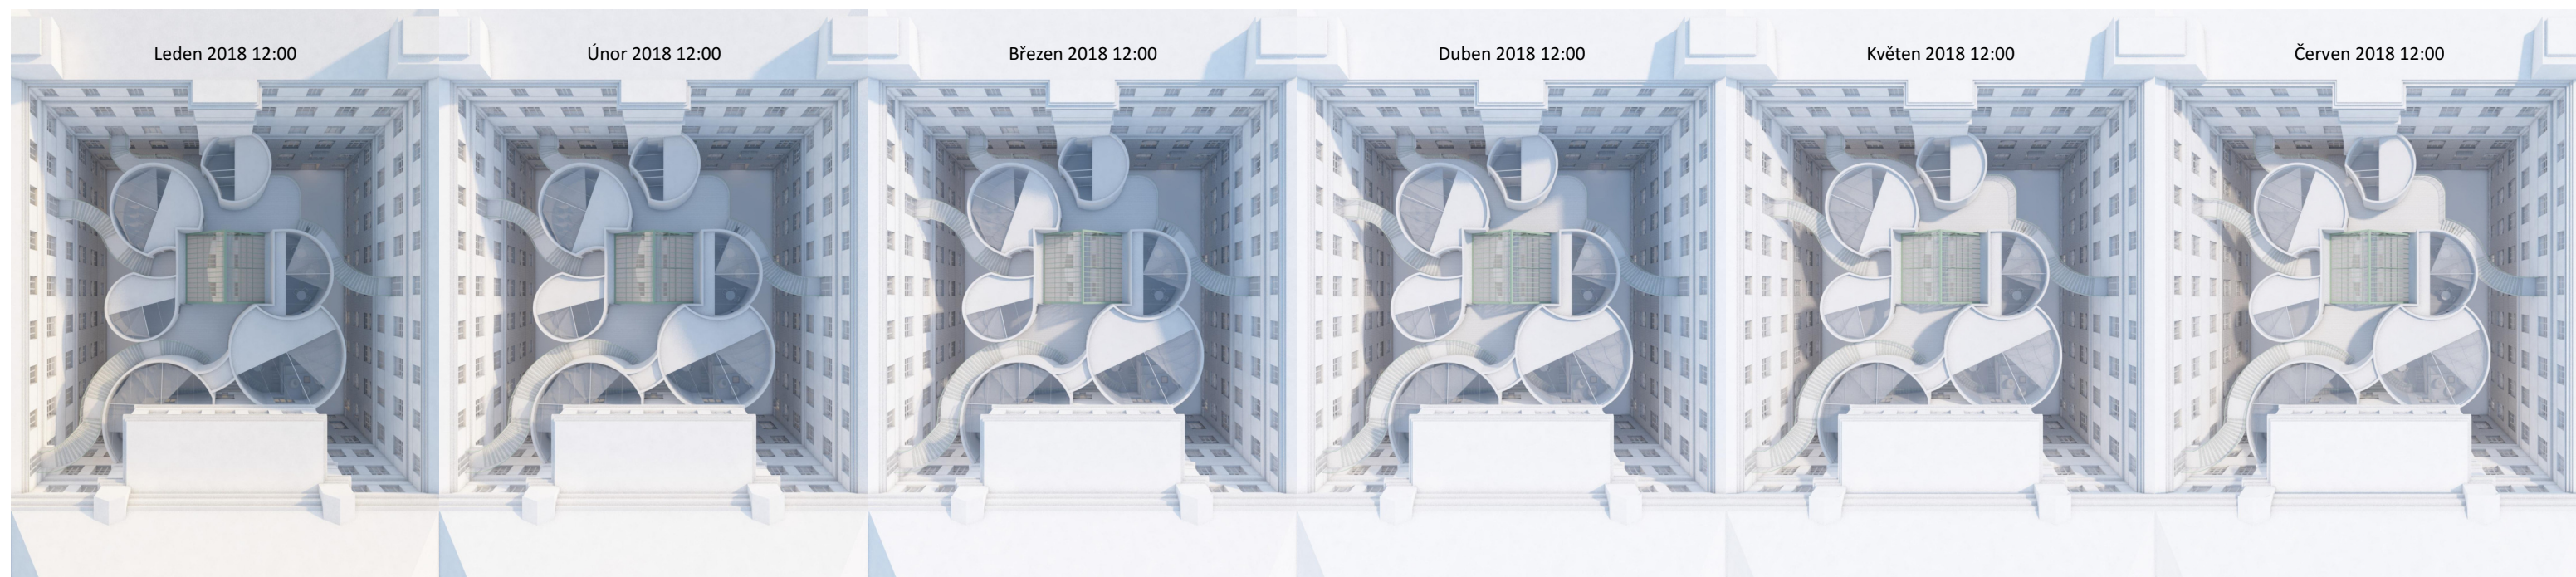 Leden 2018 12:00
Únor 2018 12:00
Březen 2018 12:00
Duben 2018 12:00
Květen 2018 12:00
Červen 2018 12:00